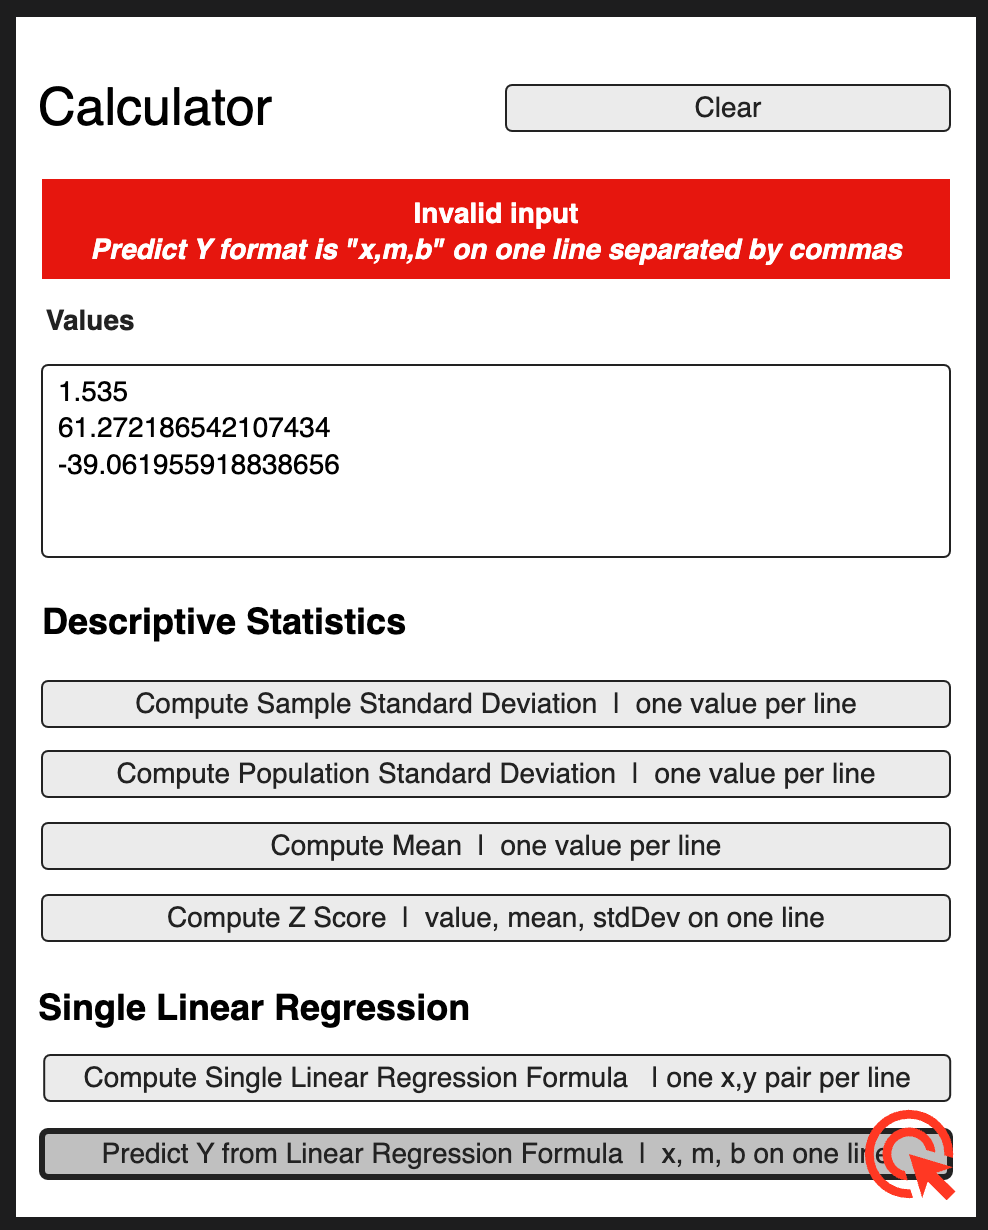 Calculator
Clear
Invalid input
Predict Y format is "x,m,b" on one line separated by commas
Values
1.535
61.272186542107434
-39.061955918838656
Descriptive Statistics
Compute Sample Standard Deviation | one value per line
Compute Population Standard Deviation | one value per line
Compute Mean | one value per line
Compute Z Score | value, mean, stdDev on one line
Single Linear Regression
Compute Single Linear Regression Formula | one x,y pair per line
Predict Y from Linear Regression Formula | x, m, b on one line